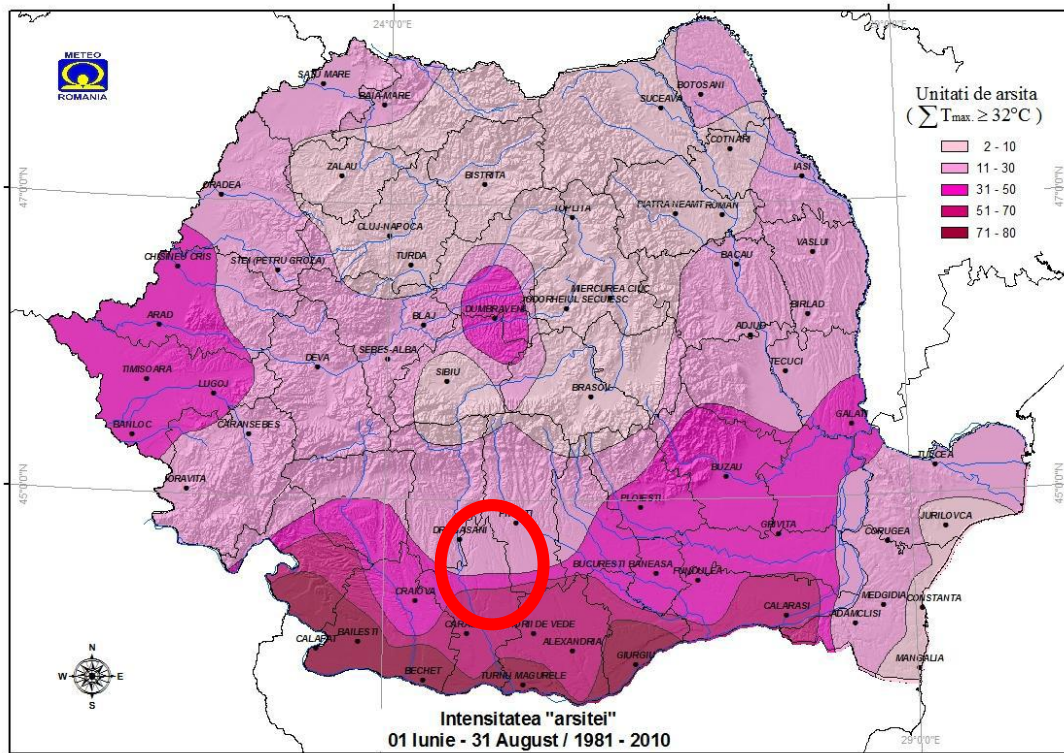 24°0'0"E
METEO
ROMANIA
Unitati de arsita
( ∑ Tmax. ≥ 32°C )
2 - 10
11 - 30
31 - 50
51 - 70
71 - 80
SATU MARE
BAIA-MARE
BOTOSANI
SUCEAVA
COTNARI
ZALAU
BISTRITA
IASI
47°0'0"N
ORADEA
47°0'0"N
TOPLITA
PIATRA NEAMT
ROMAN
CLUJ-NAPOCA
VASLUI
CHISINEU CRIS
STEI (PETRU GROZA)
TURDA
BACAU
MIERCUREA CIUC
ODORHEIUL SECUIESC
DUMBRAVENI
BIRLAD
ARAD
BLAJ
ADJUD
DEVA
SEBES-ALBA
TECUCI
TIMISOARA
SIBIU
LUGOJ
BRASOV
BANLOC
CARANSEBES
GALATI
TULCEA
BUZAU
ORAVITA
45°0'0"N
45°0'0"N
PLOIESTI
JURILOVCA
GRIVITA
CORUGEA
BUCURESTI BANEASA
FUNDULEA
CRAIOVA
MEDGIDIA
CONSTANTA
CALARASI
ADAMCLISI
BAILESTI
CALAFAT
ALEXANDRIA
GIURGIU
MANGALIA
BECHET
TURNU MAGURELE
N
W
E
S
Intensitatea "arsitei"
01 Iunie - 31 August / 1981 - 2010
29°0'0"E